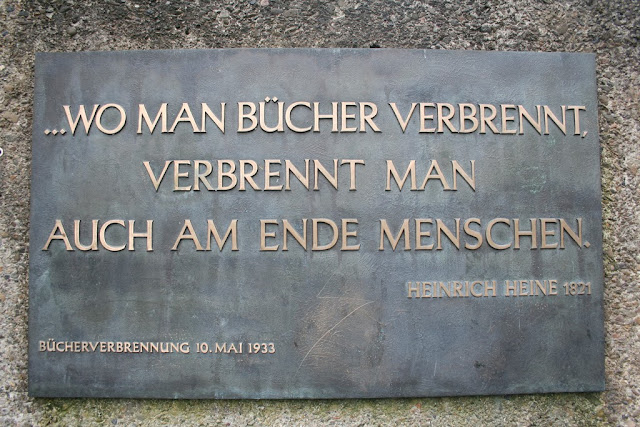 ...WO MAN BÜCHER VERBRENNT,
VERBRENNT MAN
AUCH AM ENDE MENSCHEN.
HEINRICH HEINE 1821
BÜCHERVERBRENNUNG 10. MAI 1933